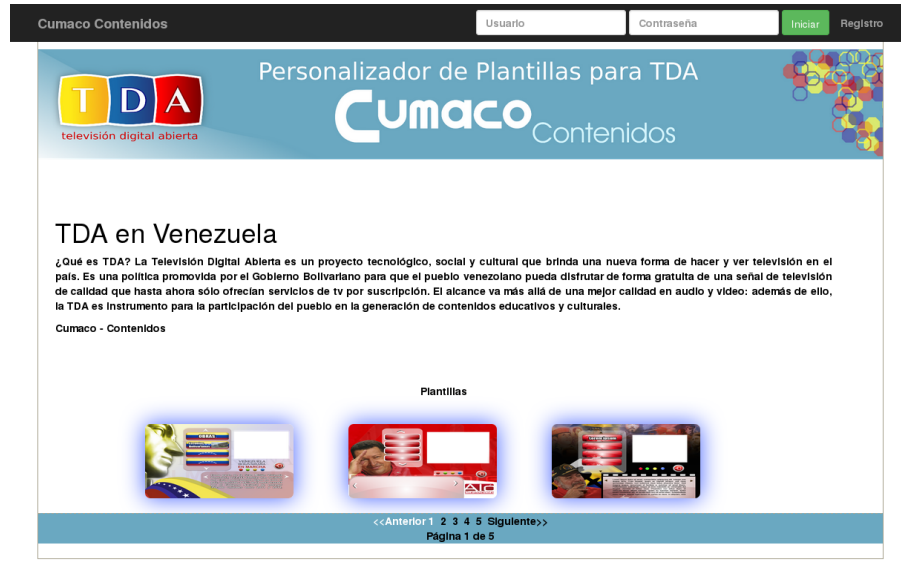 Cumaco Contenidos Usuario Contraseña Iniciar Registro
Personalizador de Plantillas para TDA
TDA
televisión digital abierta
Cumaco Contenidos
TDA en Venezuela
¿Qué es TDA? La Televisión Digital Abierta es un proyecto tecnológico, social y cultural que brinda una nueva forma de hacer y ver televisión en el
país. Es una política promovida por el Gobierno Bolivariano para que el pueblo venezolano pueda disfrutar de forma gratuita de una señal de televisión
de calidad que hasta ahora sólo ofrecían servicios de tv por suscripción. El alcance va más allá de una mejor calidad en audio y video: además de ello,
la TDA es instrumento para la participación del pueblo en la generación de contenidos educativos y culturales.
Cumaco - Contenidos
Plantillas
OBRAS
<<Anterior 1 2 3 4 5 Siguiente>>
Página 1 de 5